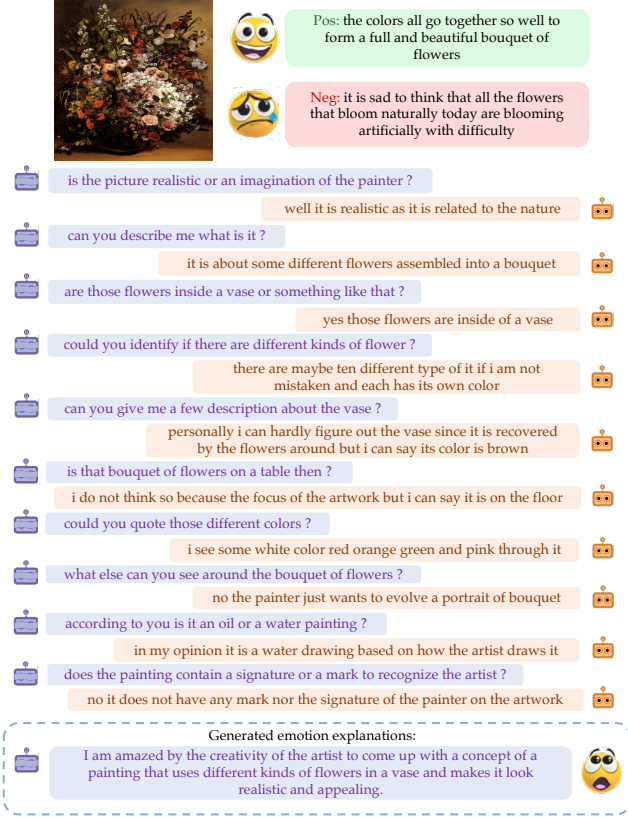 Pos: the colors all go together so well to
form a full and beautiful bouquet of
flowers
Neg: it is sad to think that all the flowers
that bloom naturally today are blooming
artificially with difficulty
is the picture realistic or an imagination of the painter ?
well it is realistic as it is related to the nature
can you describe me what is it ?
it is about some different flowers assembled into a bouquet
are those flowers inside a vase or something like that ?
yes those flowers are inside of a vase
could you identify if there are different kinds of flower ?
there are maybe ten different type of it if i am not
mistaken and each has its own color
can you give me a few description about the vase ?
personally i can hardly figure out the vase since it is recovered
by the flowers around but i can say its color is brown
is that bouquet of flowers on a table then ?
i do not think so because the focus of the artwork but i can say it is on the floor
could you quote those different colors ?
i see some white color red orange green and pink through it
what else can you see around the bouquet of flowers ?
no the painter just wants to evolve a portrait of bouquet
according to you is it an oil or a water painting ?
in my opinion it is a water drawing based on how the artist draws it
does the painting contain a signature or a mark to recognize the artist ?
no it does not have any mark nor the signature of the painter on the artwork
Generated emotion explanations:
I am amazed by the creativity of the artist to come up with a concept of a
painting that uses different kinds of flowers in a vase and makes it look
realistic and appealing.